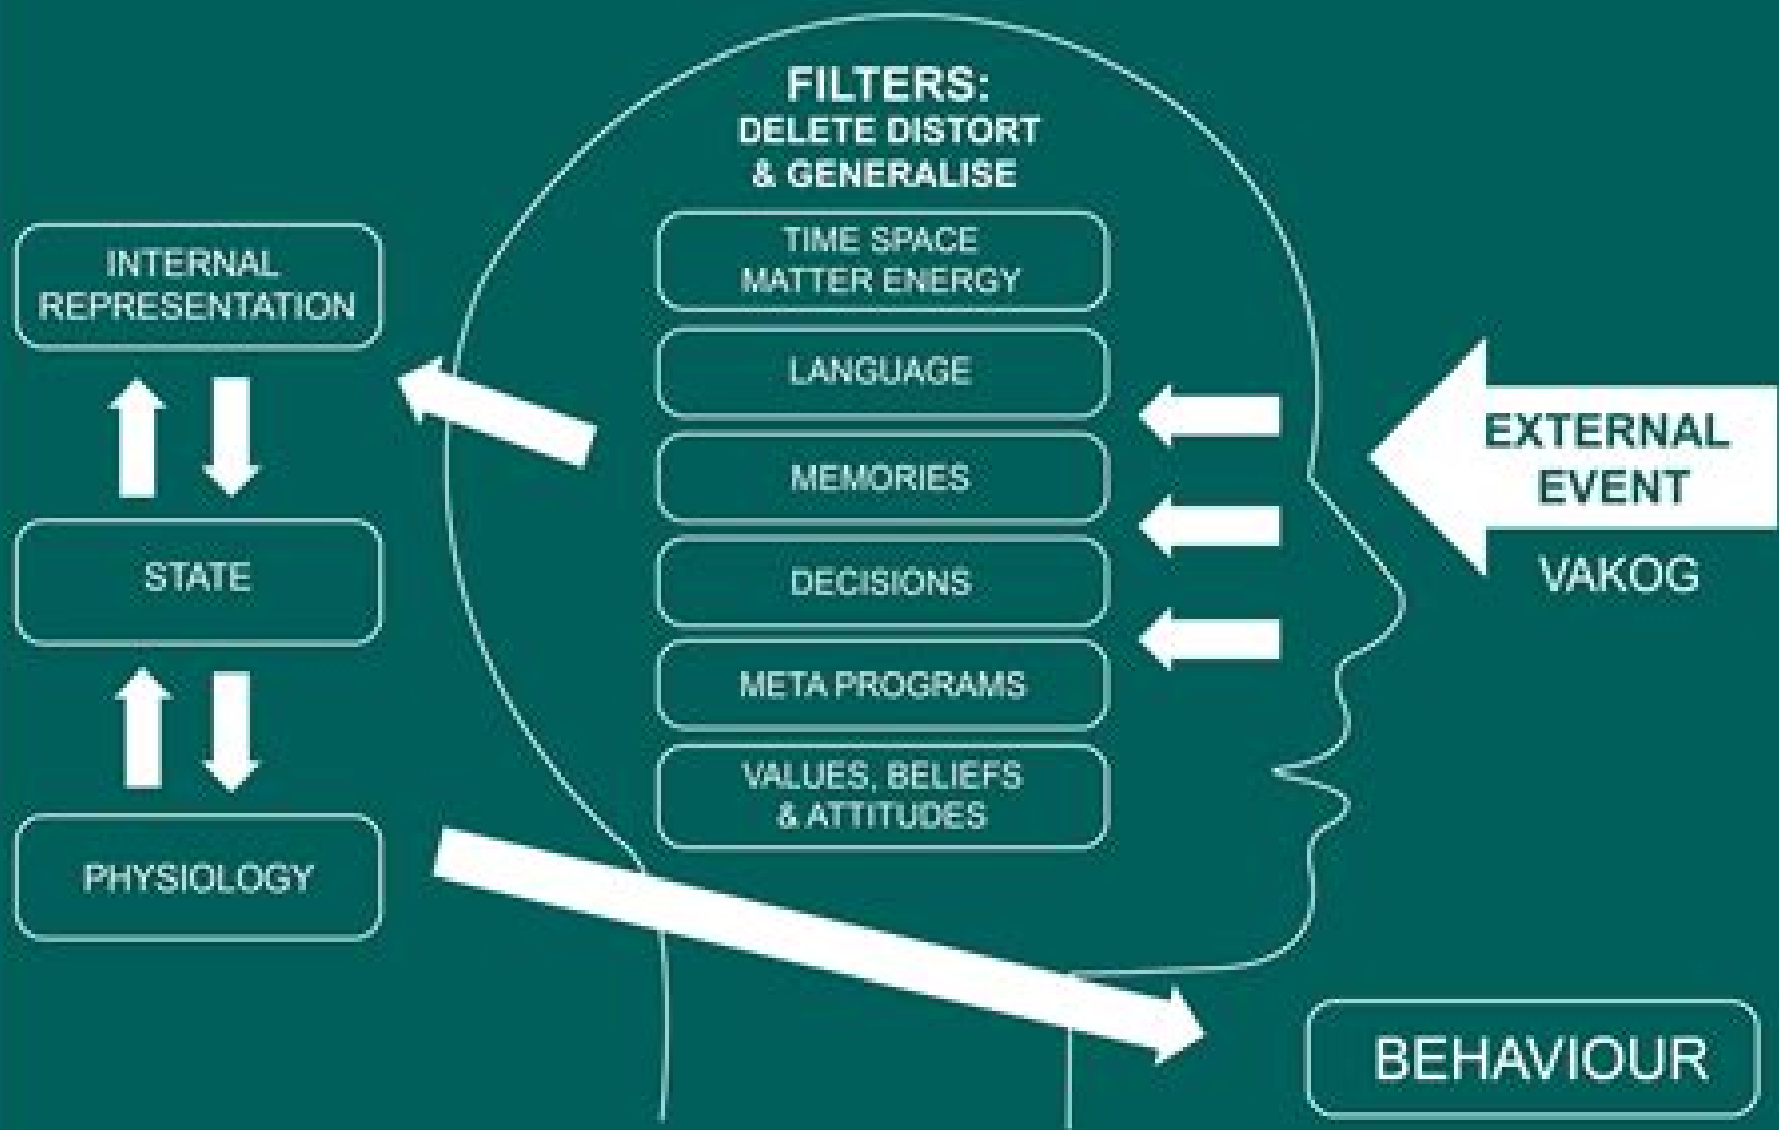 FILTERS:
DELETE DISTORT
& GENERALISE
TIME SPACE
MATTER ENERGY
LANGUAGE
MEMORIES
DECISIONS
META PROGRAMS
VALUES, BELIEFS
& ATTITUDES
INTERNAL
REPRESENTATION
STATE
PHYSIOLOGY
EXTERNAL
EVENT
VAKOG
BEHAVIOUR